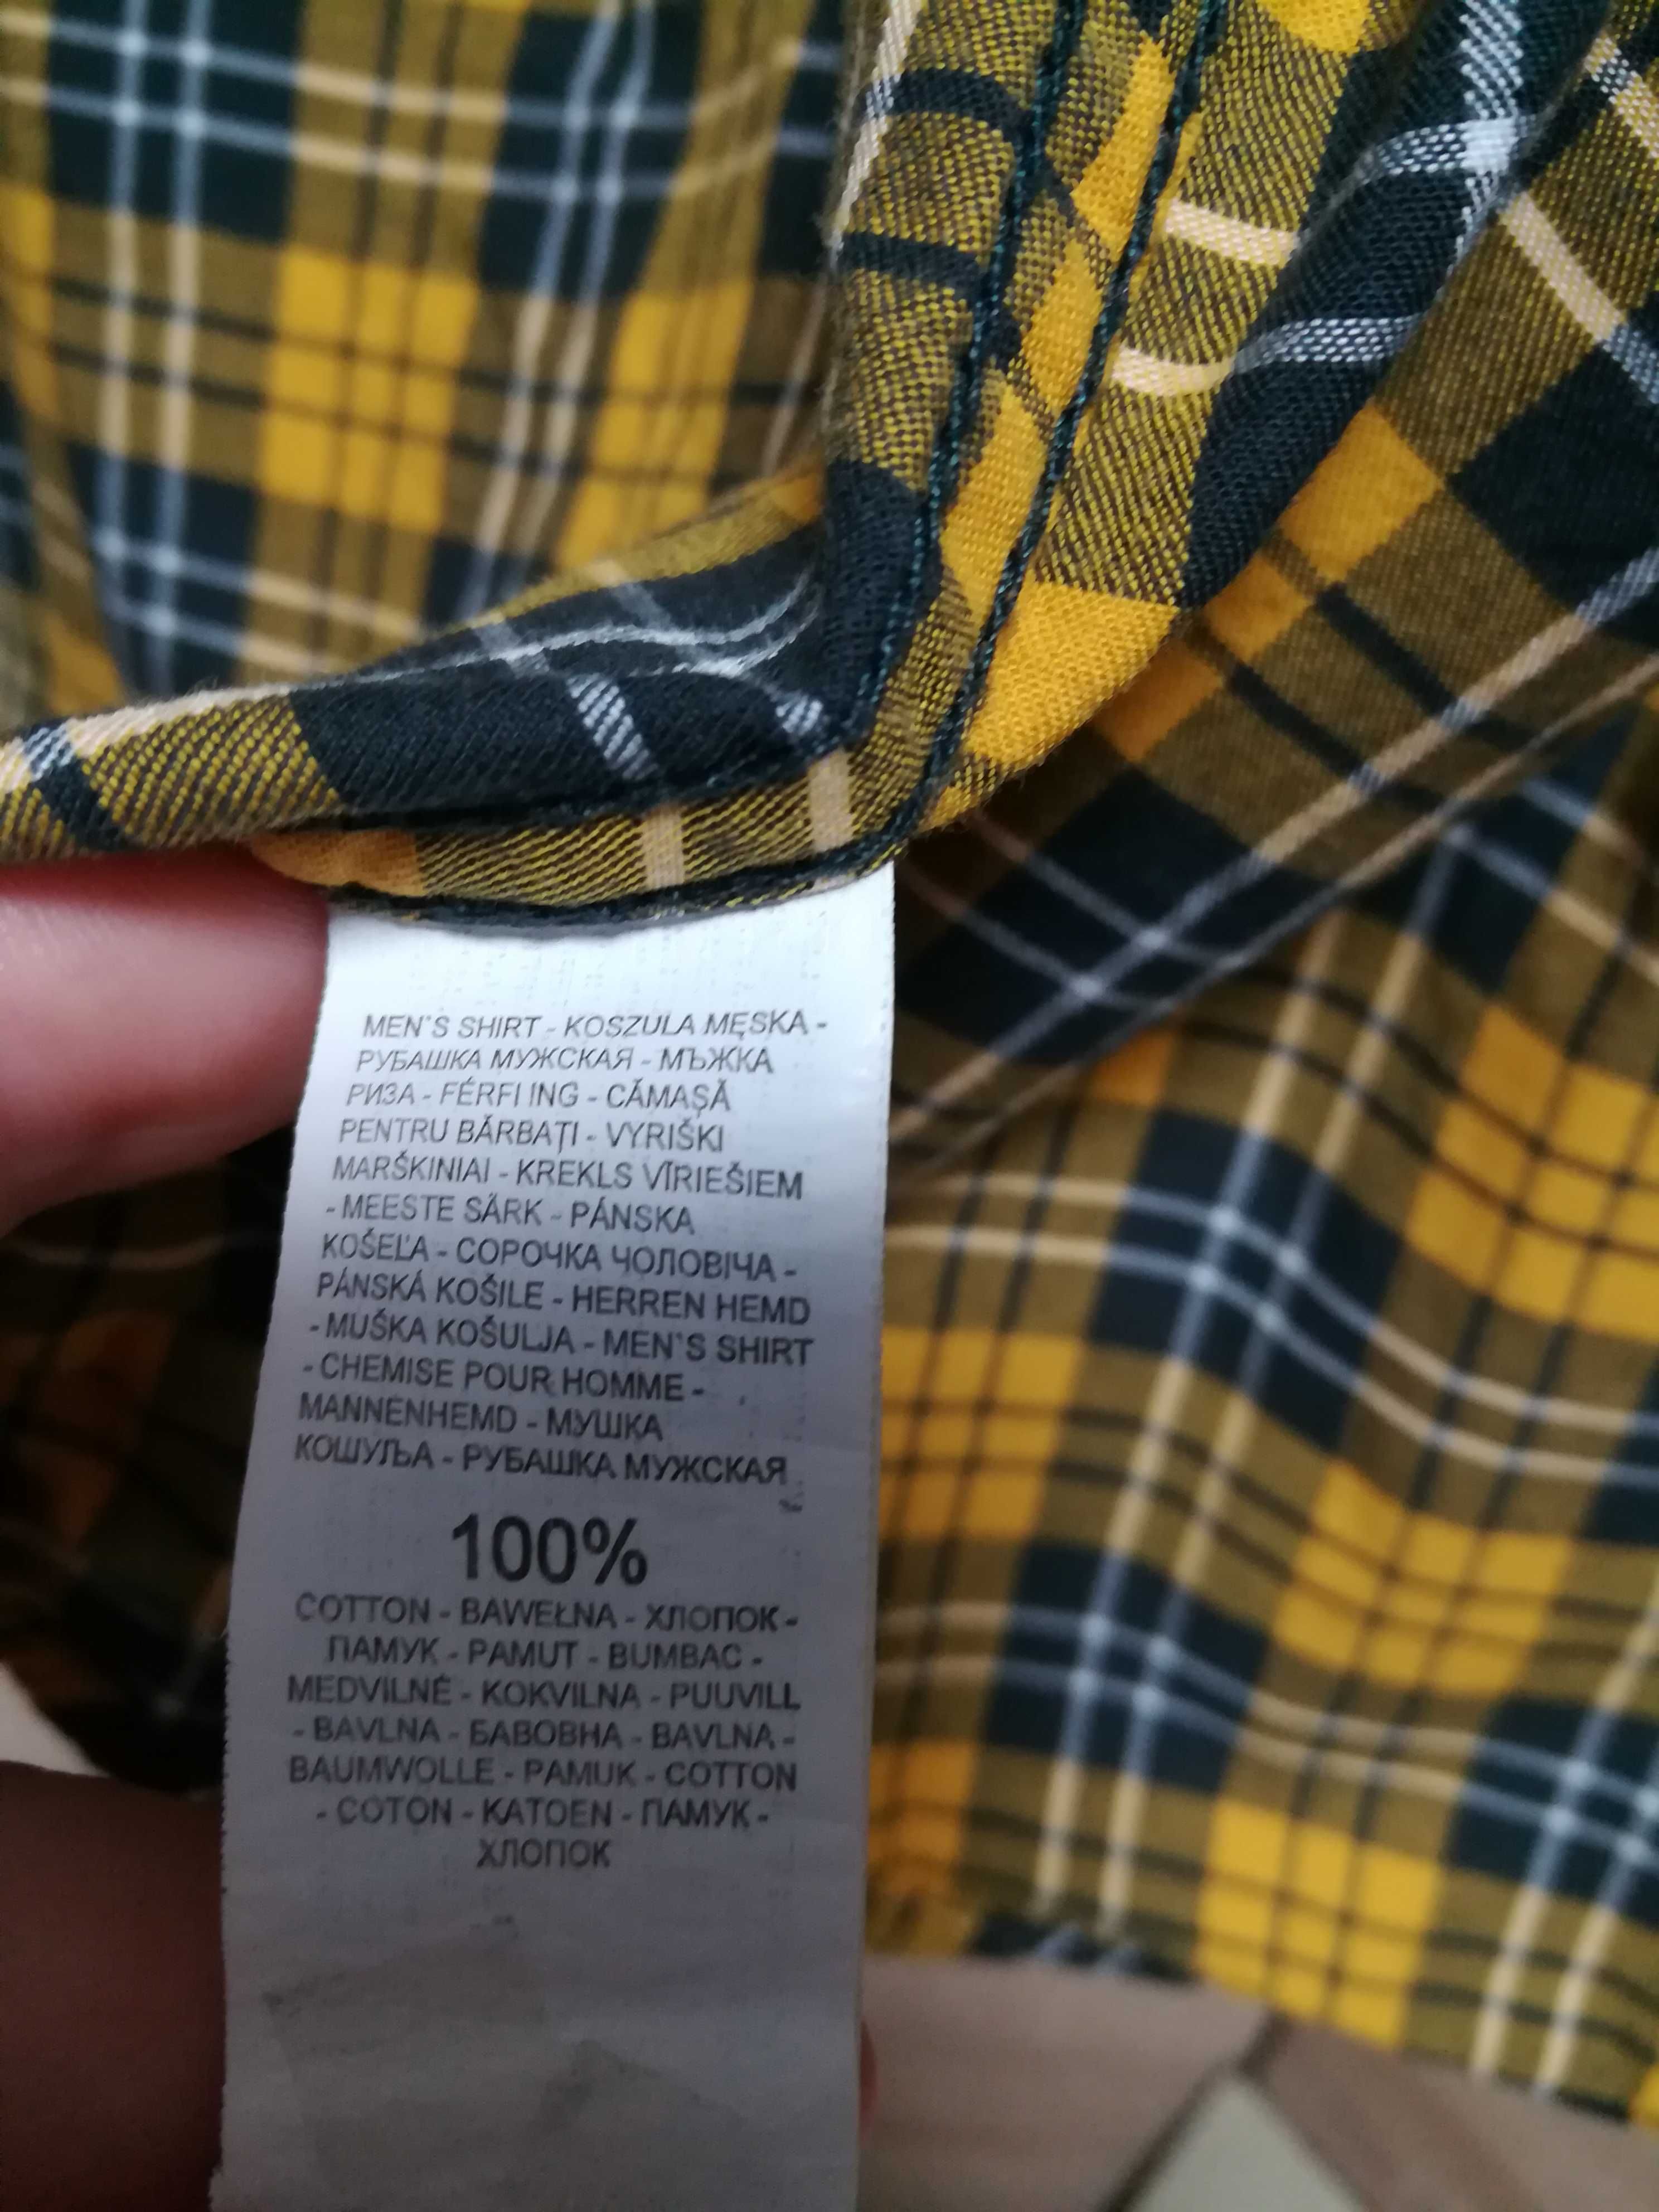 MEN'S SHIRT - KOSZULA MĘSKA -
РУБАШКА МУЖСКАЯ - МЪЖКА
РИЗА - FÉRFI ING - CĂMAȘĂ
PENTRU BĂRBAȚI - VYRIŠKI
MARŠKINIAI - KREKLS VĪRIEŠIEM
- MEESTE SÄRK - PÁNSKA
KOŠEĽA - СОРОЧКА ЧОЛОВІЧА -
PÁNSKÁ KOŠILE - HERREN HEMD
- MUŠKA KOŠULJA - MEN'S SHIRT
- CHEMISE POUR HOMME -
MANNENHEMD - МУШКА
КОШУЉА - РУБАШКА МУЖСКАЯ
100%
COTTON - BAWEŁNA - ХЛОПОК -
ПАМУК - PAMUT - BUMBAC -
MEDVILNĖ - KOKVILNA - PUUVILL
- BAVLNA - БАВОВНА - BAVLNA -
BAUMWOLLE - PAMUK - COTTON
- COTON - KATOEN - ПАМУК -
ХЛОПОК